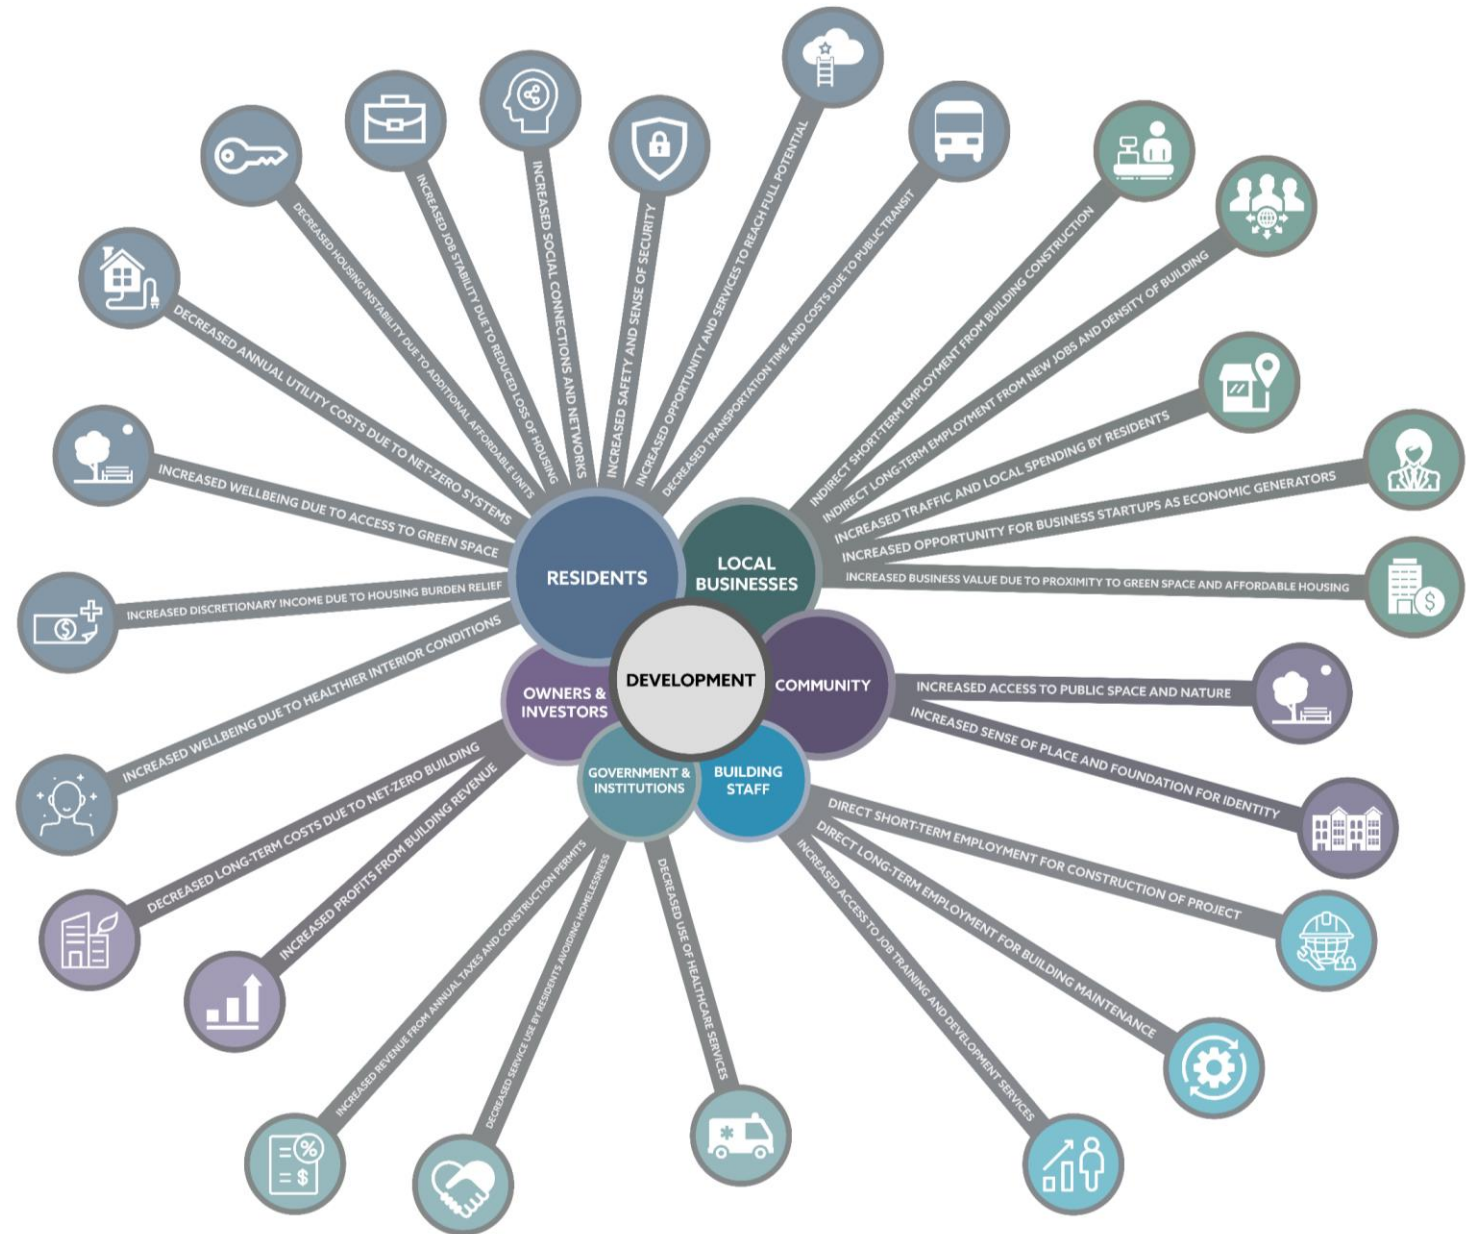 RESIDENTS
LOCAL
BUSINESSES
DEVELOPMENT
COMMUNITY
OWNERS &
INVESTORS
GOVERNMENT &
INSTITUTIONS
BUILDING
STAFF
INCREASED WELLBEING DUE TO HEALTHIER INTERIOR CONDITIONS
INCREASED DISCRETIONARY INCOME DUE TO HOUSING BURDEN RELIEF
INCREASED WELLBEING DUE TO ACCESS TO GREEN SPACE
DECREASED ANNUAL UTILITY COSTS DUE TO NET-ZERO SYSTEMS
DECREASED HOUSING INSTABILITY DUE TO ADDITIONAL AFFORDABLE UNITS
INCREASED JOB STABILITY DUE TO REDUCED LOSS OF HOUSING
INCREASED SOCIAL CONNECTIONS AND NETWORKS
INCREASED SAFETY AND SENSE OF SECURITY
INCREASED OPPORTUNITY AND SERVICES TO REACH FULL POTENTIAL
DECREASED TRANSPORTATION TIME AND COSTS DUE TO PUBLIC TRANSIT
INDIRECT SHORT-TERM EMPLOYMENT FROM BUILDING CONSTRUCTION
INDIRECT LONG-TERM EMPLOYMENT FROM NEW JOBS AND DENSITY OF BUILDING
INCREASED TRAFFIC AND LOCAL SPENDING BY RESIDENTS
INCREASED OPPORTUNITY FOR BUSINESS STARTUPS AS ECONOMIC GENERATORS
INCREASED BUSINESS VALUE DUE TO PROXIMITY TO GREEN SPACE AND AFFORDABLE HOUSING
INCREASED ACCESS TO PUBLIC SPACE AND NATURE
INCREASED SENSE OF PLACE AND FOUNDATION FOR IDENTITY
DIRECT SHORT-TERM EMPLOYMENT FOR CONSTRUCTION OF PROJECT
DIRECT LONG-TERM EMPLOYMENT FOR BUILDING MAINTENANCE
INCREASED ACCESS TO JOB TRAINING AND DEVELOPMENT SERVICES
DECREASED USE OF HEALTHCARE SERVICES
DECREASED SERVICE USE BY RESIDENTS AVOIDING HOMELESSNESS
INCREASED REVENUE FROM ANNUAL TAXES AND CONSTRUCTION PERMITS
INCREASED PROFITS FROM BUILDING REVENUE
DECREASED LONG-TERM COSTS DUE TO NET-ZERO BUILDING